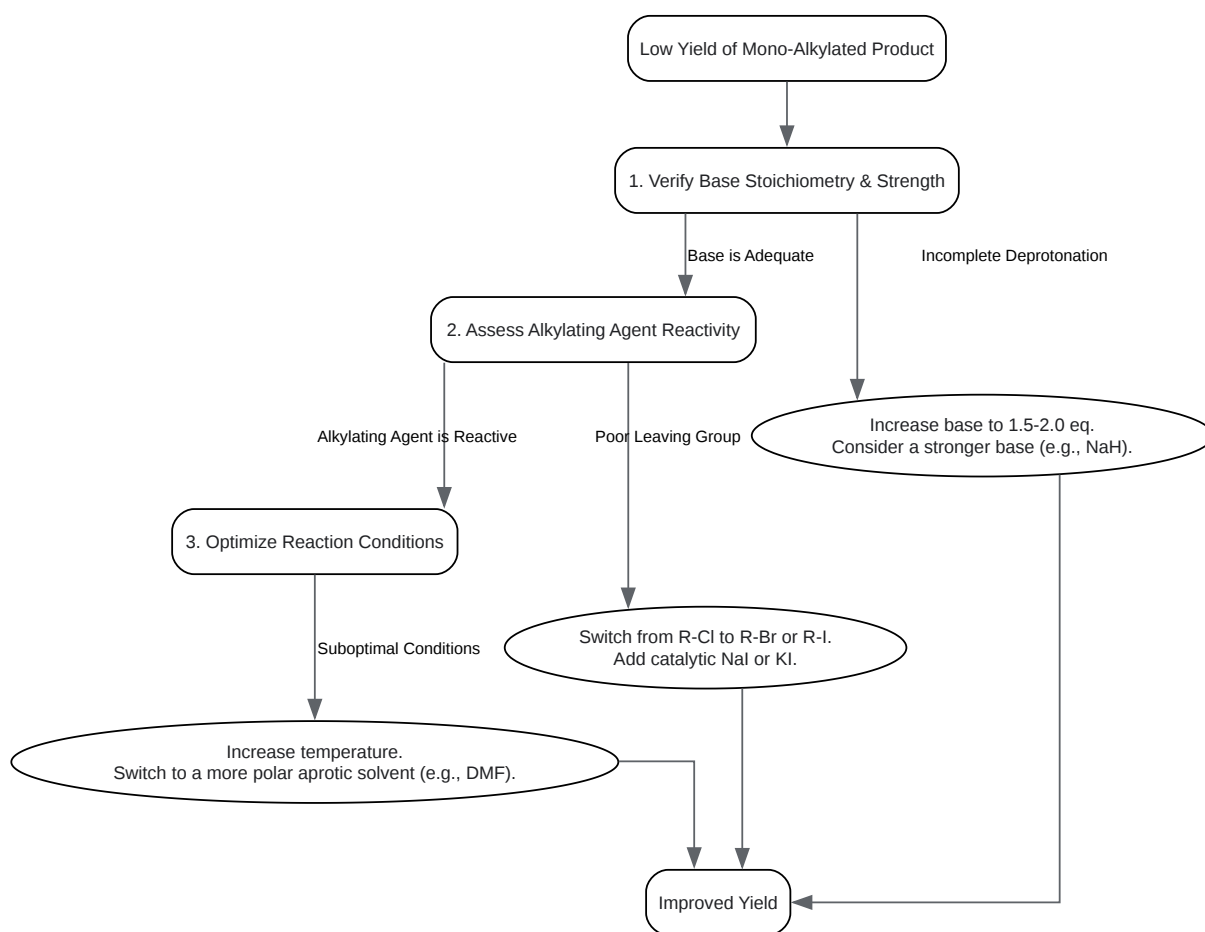 Low Yield of Mono-Alkylated Product
1. Verify Base Stoichiometry & Strength
Base is Adequate
Incomplete Deprotonation
2. Assess Alkylating Agent Reactivity
Alkylating Agent is Reactive
Poor Leaving Group
Increase base to 1.5-2.0 eq.
Consider a stronger base (e.g., NaH).
3. Optimize Reaction Conditions
Suboptimal Conditions
Switch from R-Cl to R-Br or R-I.
Add catalytic NaI or KI.
Increase temperature.
Switch to a more polar aprotic solvent (e.g., DMF).
Improved Yield